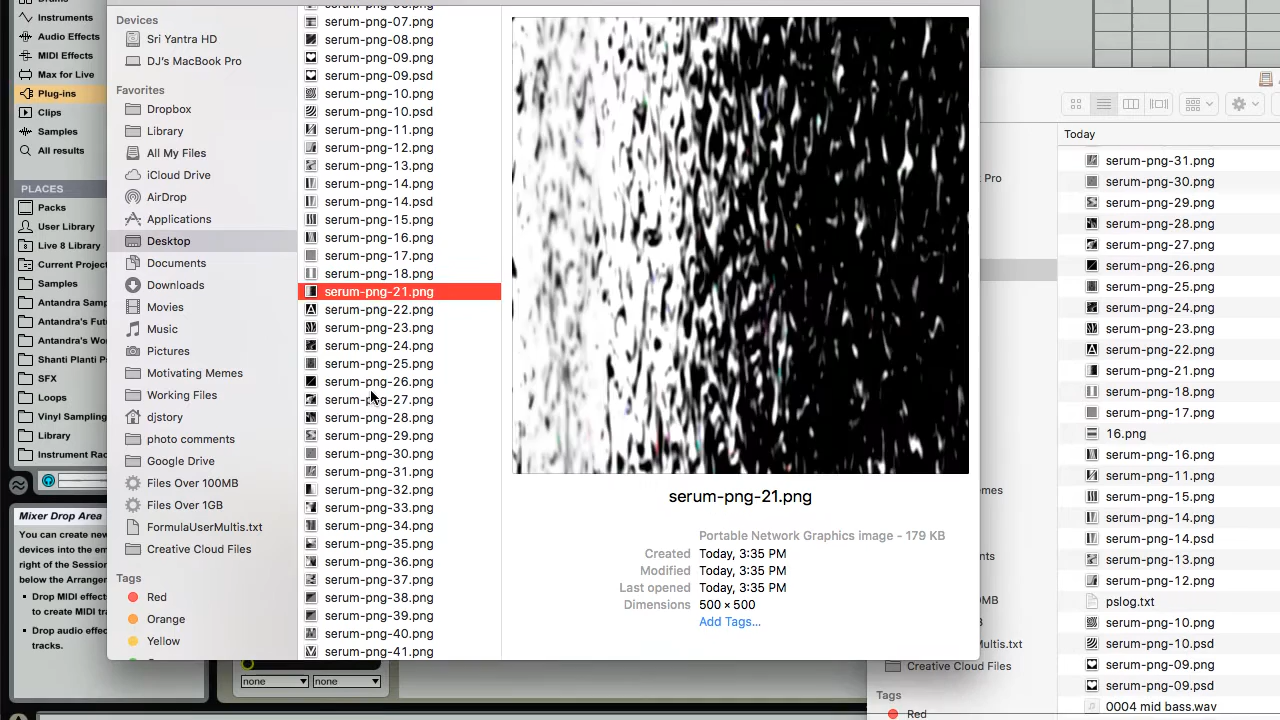 Instruments
Audio Effects
MIDI Effects
Max for Live
Plug-ins
Clips
Samples
All results
PLACES
Packs
User Library
Live 8 Library
Current Project
Samples
Antandra Samp
Antandra's Futu
Antandra's Wo
Shanti Planti P
SFX
Loops
Vinyl Sampling
Library
Instrument Rac
Mixer Drop Area
You can create new
devices into the em
right of the Session
below the Arranger
Drop MIDI effects
to create MIDI tra
Drop audio effec
tracks.
Devices
Sri Yantra HD
DJ's MacBook Pro
Favorites
Dropbox
Library
All My Files
iCloud Drive
AirDrop
Applications
Desktop
Documents
Downloads
Movies
Music
Pictures
Motivating Memes
Working Files
djstory
photo comments
Google Drive
Files Over 100MB
Files Over 1GB
FormulaUserMultis.txt
Creative Cloud Files
Tags
Red
Orange
Yellow
serum-png-07.png
serum-png-08.png
serum-png-09.png
serum-png-09.psd
serum-png-10.png
serum-png-10.psd
serum-png-11.png
serum-png-12.png
serum-png-13.png
serum-png-14.png
serum-png-14.psd
serum-png-15.png
serum-png-16.png
serum-png-17.png
serum-png-18.png
serum-png-21.png
serum-png-22.png
serum-png-23.png
serum-png-24.png
serum-png-25.png
serum-png-26.png
serum-png-27.png
serum-png-28.png
serum-png-29.png
serum-png-30.png
serum-png-31.png
serum-png-32.png
serum-png-33.png
serum-png-34.png
serum-png-35.png
serum-png-36.png
serum-png-37.png
serum-png-38.png
serum-png-39.png
serum-png-40.png
serum-png-41.png
serum-png-21.png
Portable Network Graphics image - 179 KB
Created Today, 3:35 PM
Modified Today, 3:35 PM
Last opened Today, 3:35 PM
Dimensions 500 × 500
Add Tags...
none
none
Pro
emes
nts
MB
Multis.txt
Creative Cloud Files
Tags
Red
Today
serum-png-31.png
serum-png-30.png
serum-png-29.png
serum-png-28.png
serum-png-27.png
serum-png-26.png
serum-png-25.png
serum-png-24.png
serum-png-23.png
serum-png-22.png
serum-png-21.png
serum-png-18.png
serum-png-17.png
16.png
serum-png-16.png
serum-png-11.png
serum-png-15.png
serum-png-14.png
serum-png-14.psd
serum-png-13.png
serum-png-12.png
pslog.txt
serum-png-10.png
serum-png-10.psd
serum-png-09.png
serum-png-09.psd
0004 mid bass.wav